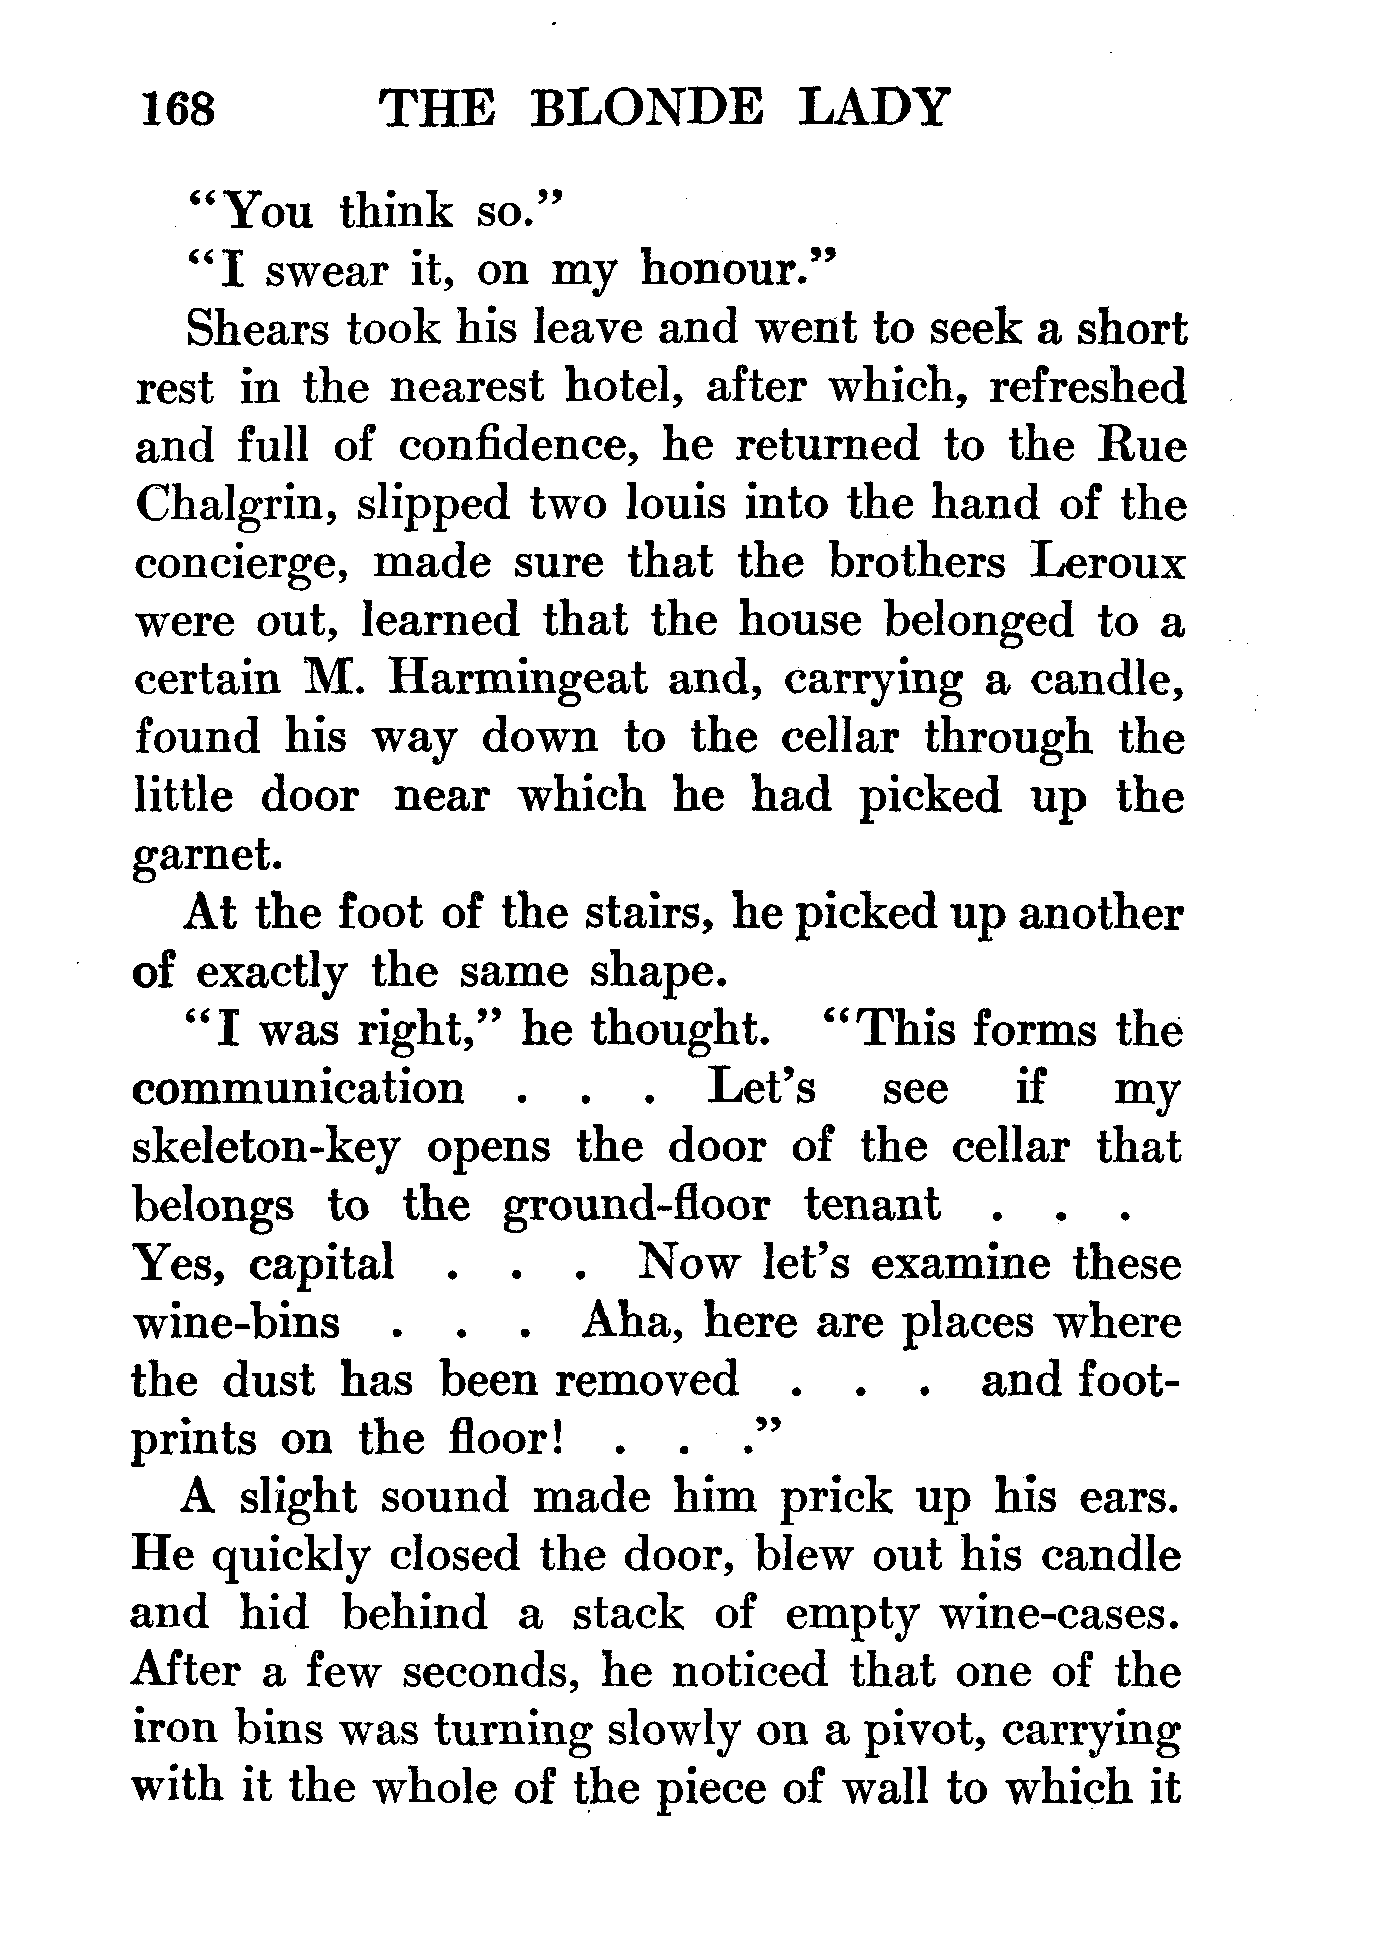 168 THE BLONDE LADY
“You think so.”
“I swear it, on my honour.”
Shears took his leave and went to seek a short
rest in the nearest hotel, after which, refreshed
and full of confidence, he returned to the Rue
Chalgrin, slipped two louis into the hand of the
concierge, made sure that the brothers Leroux
were out, learned that the house belonged to a
certain M. Harmingeat and, carrying a candle,
found his way down to the cellar through the
little door near which he had picked up the
garnet.
At the foot of the stairs, he picked up another
of exactly the same shape.
“I was right,” he thought. “This forms the
communication . . . Let’s see if my
skeleton-key opens the door of the cellar that
belongs to the ground-floor tenant . . .
Yes, capital . . . Now let’s examine these
wine-bins . . . Aha, here are places where
the dust has been removed . . . and foot-
prints on the floor! . . .”
A slight sound made him prick up his ears.
He quickly closed the door, blew out his candle
and hid behind a stack of empty wine-cases.
After a few seconds, he noticed that one of the
iron bins was turning slowly on a pivot, carrying
with it the whole of the piece of wall to which it